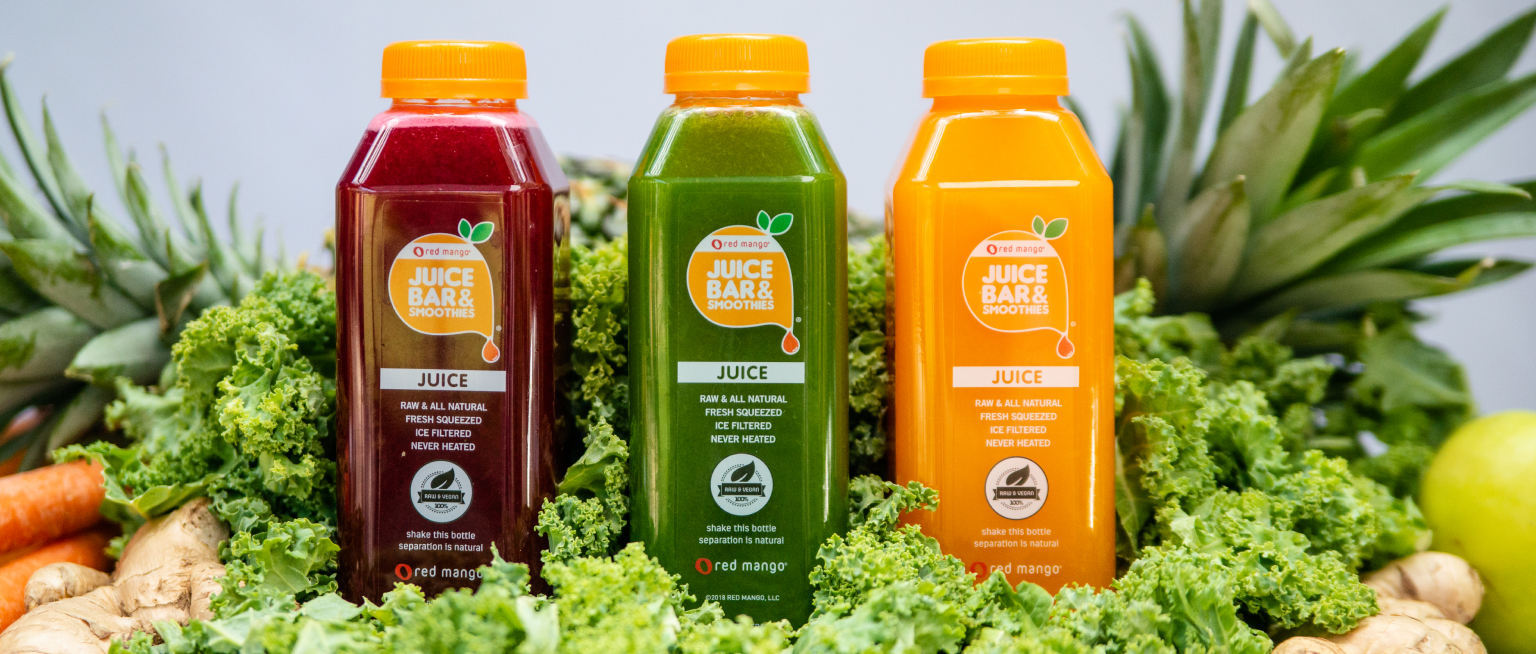 red mango®
JUICE
BAR &
SMOOTHIES
JUICE
RAW & ALL NATURAL
FRESH SQUEEZED
ICE FILTERED
NEVER HEATED
RAW & VEGAN
100%
shake this bottle
separation is natural
red mango
red mango®
JUICE
BAR &
SMOOTHIES
JUICE
RAW & ALL NATURAL
FRESH SQUEEZED
ICE FILTERED
NEVER HEATED
RAW & VEGAN
100%
shake this bottle
separation is natural
red mango®
©2018 RED MANGO, LLC
red mango®
JUICE
BAR &
SMOOTHIES
JUICE
RAW & ALL NATURAL
FRESH SQUEEZED
ICE FILTERED
NEVER HEATED
RAW & VEGAN
100%
shake this bottle
separation is natural
red mango®